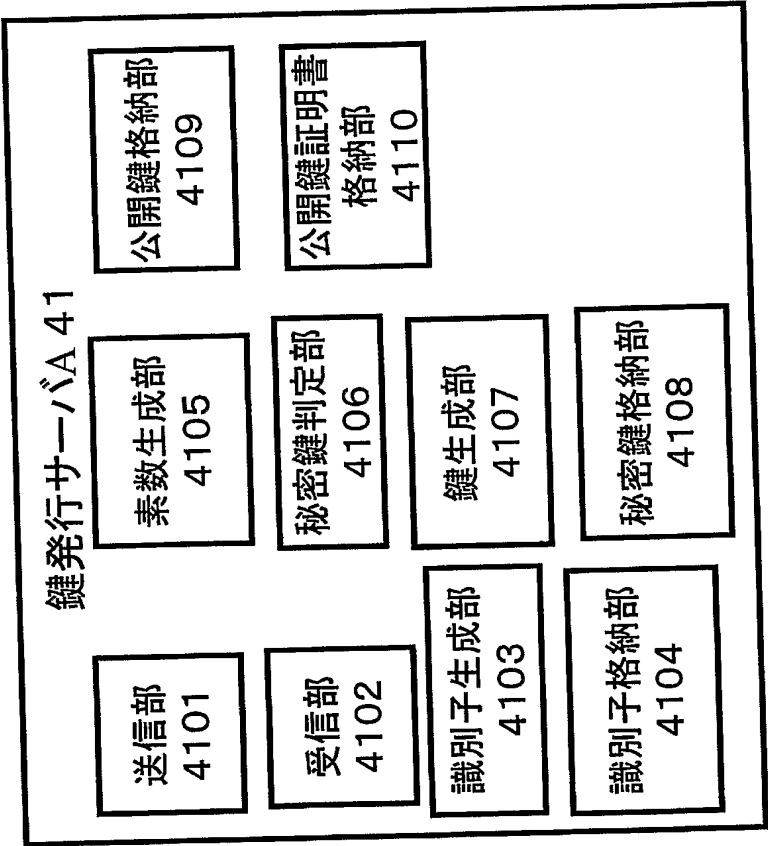 鍵発行サーバA 41
送信部
4101
受信部
4102
識別子生成部
4103
識別子格納部
4104
素数生成部
4105
秘密鍵判定部
4106
鍵生成部
4107
秘密鍵格納部
4108
公開鍵格納部
4109
公開鍵証明書
格納部
4110